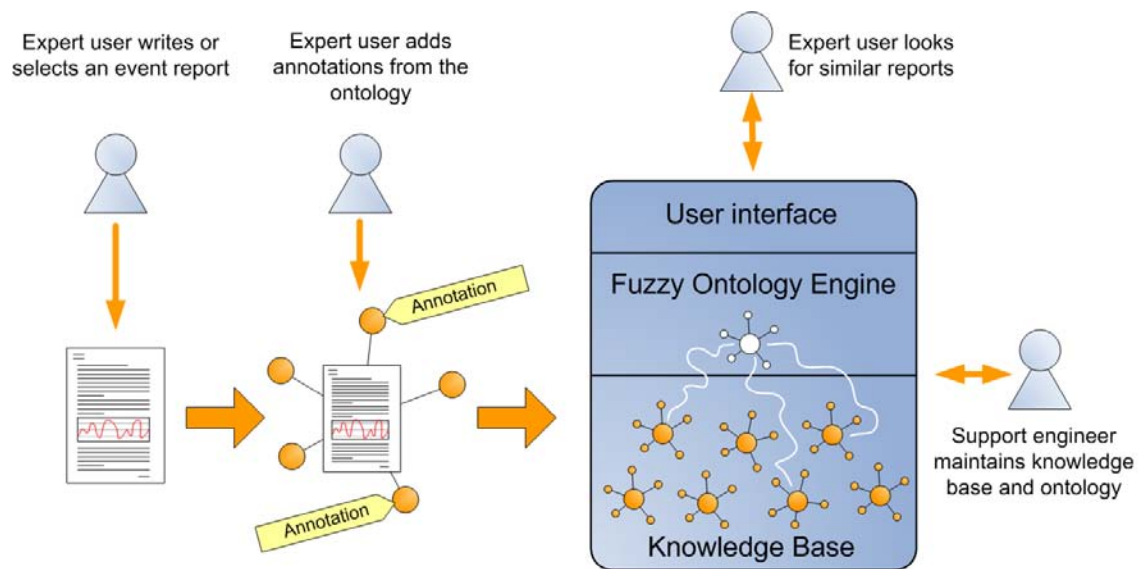 Expert user writes or
selects an event report
Expert user adds
annotations from the
ontology
Expert user looks
for similar reports
User interface
Fuzzy Ontology Engine
Annotation
Annotation
Knowledge Base
Support engineer
maintains knowledge
base and ontology